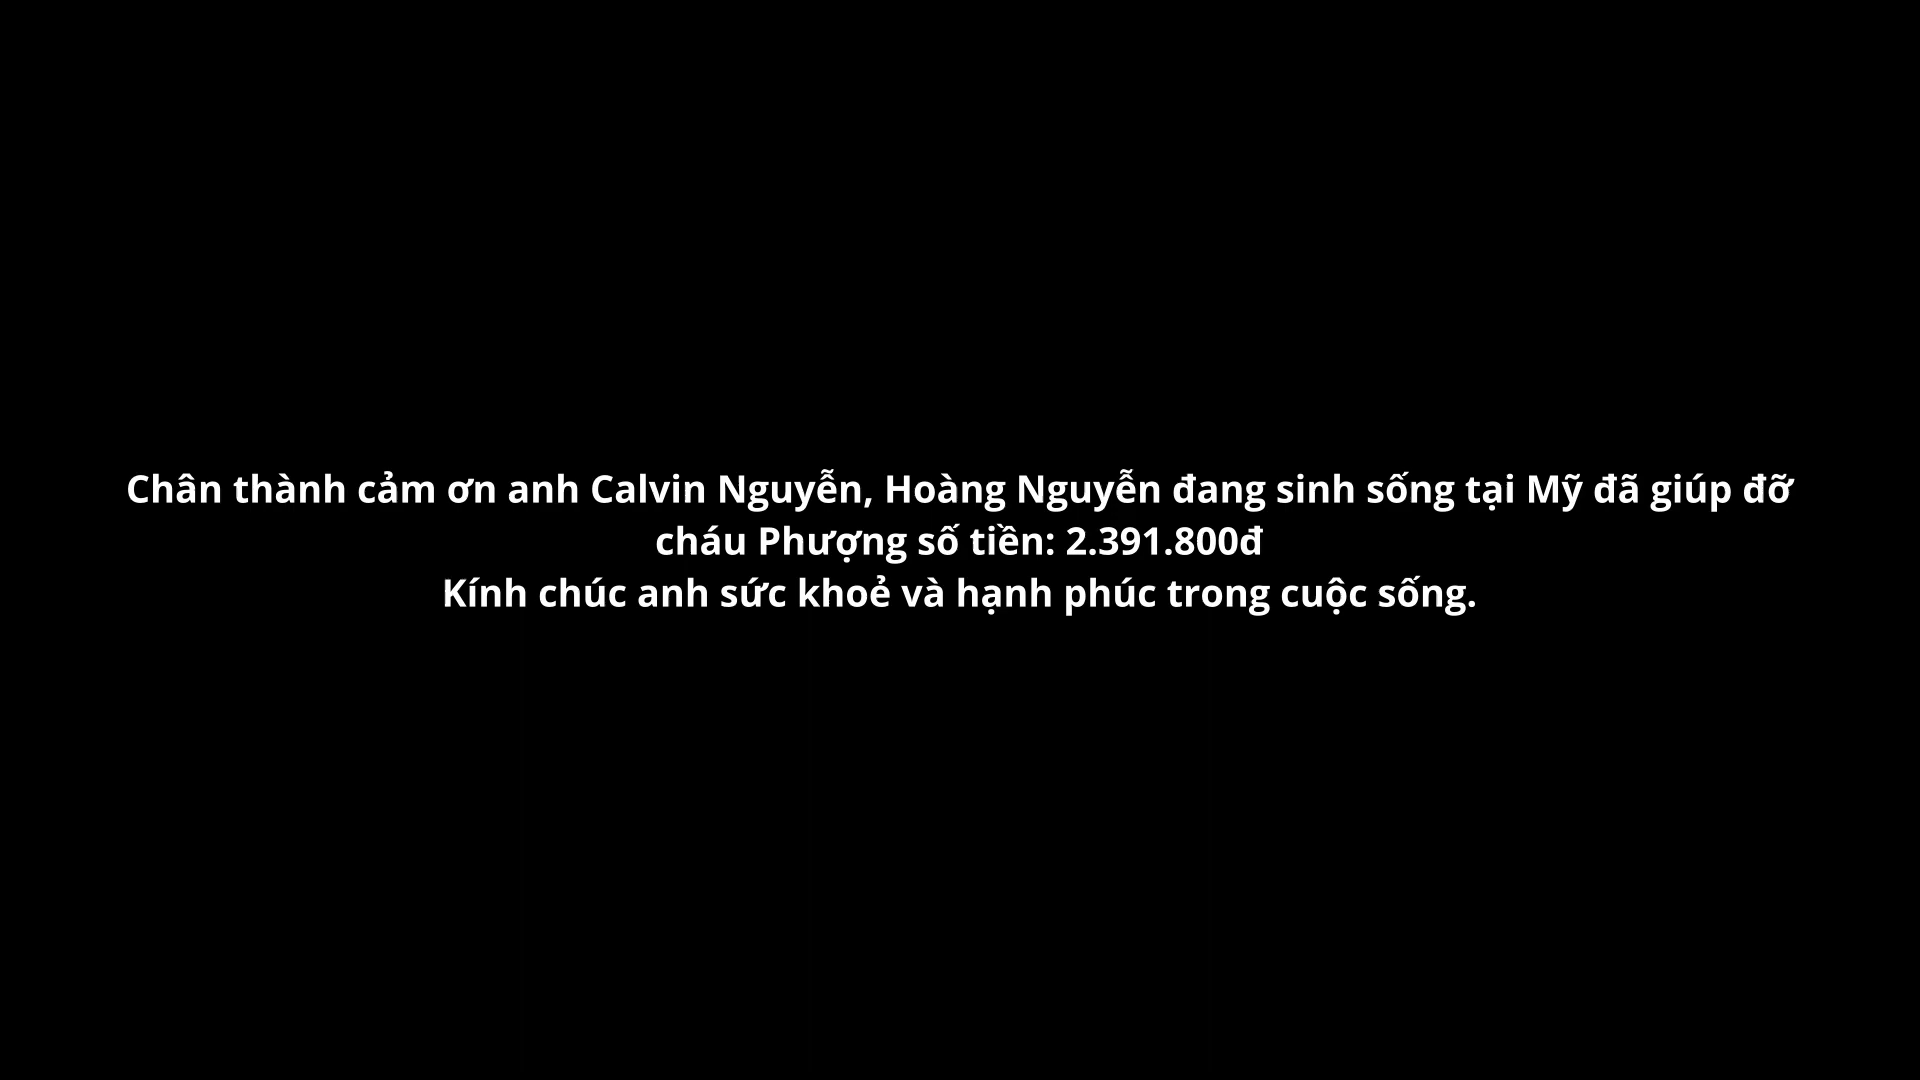 Chân thành cảm ơn anh Calvin Nguyễn, Hoàng Nguyễn đang sinh sống tại Mỹ đã giúp đỡ
cháu Phượng số tiền: 2.391.800đ
Kính chúc anh sức khoẻ và hạnh phúc trong cuộc sống.